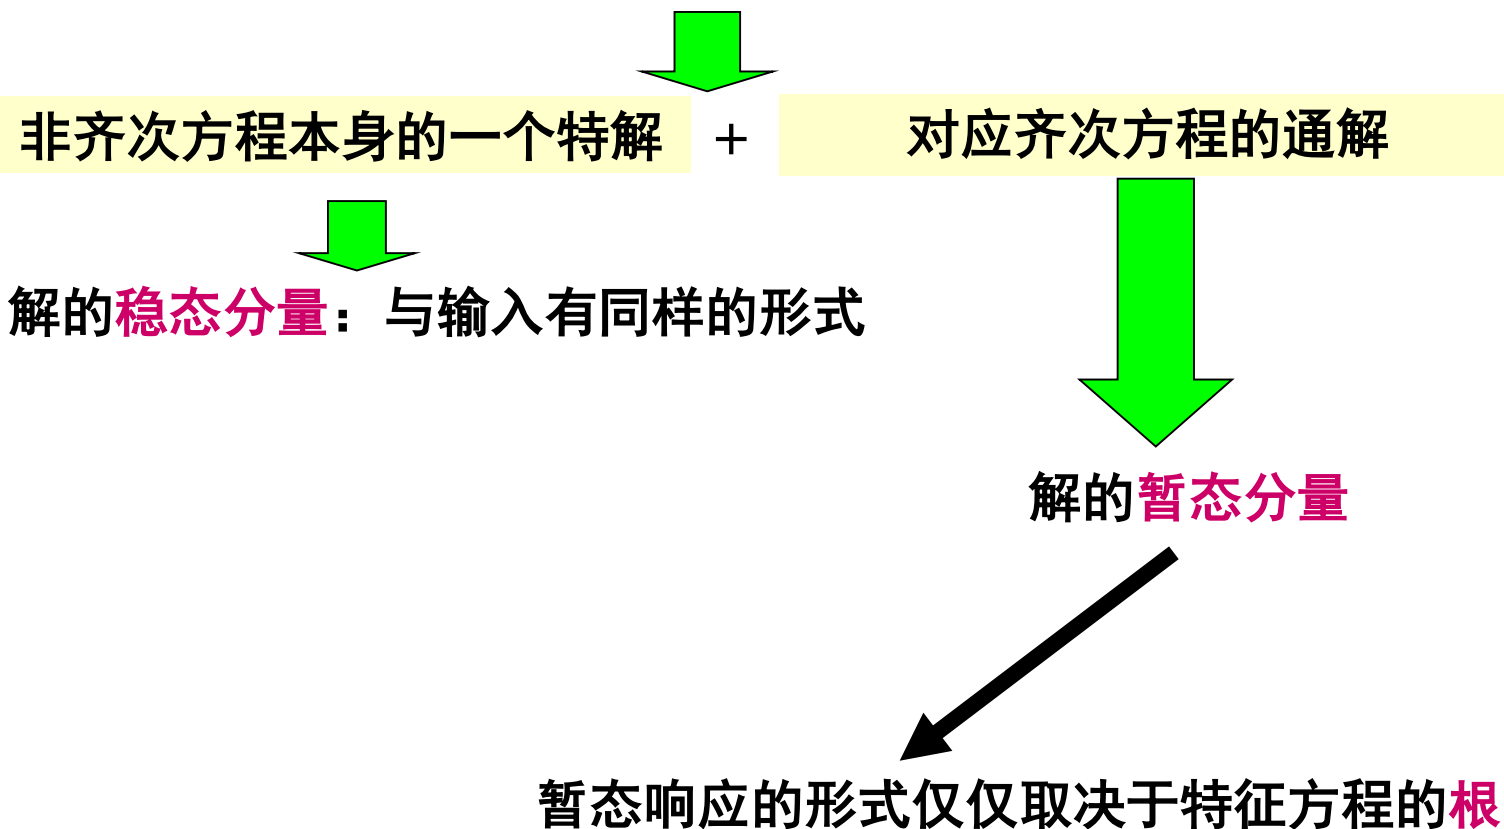 非齐次方程本身的一个特解 + 对应齐次方程的通解
解的稳态分量：与输入有同样的形式
解的暂态分量
暂态响应的形式仅仅取决于特征方程的根